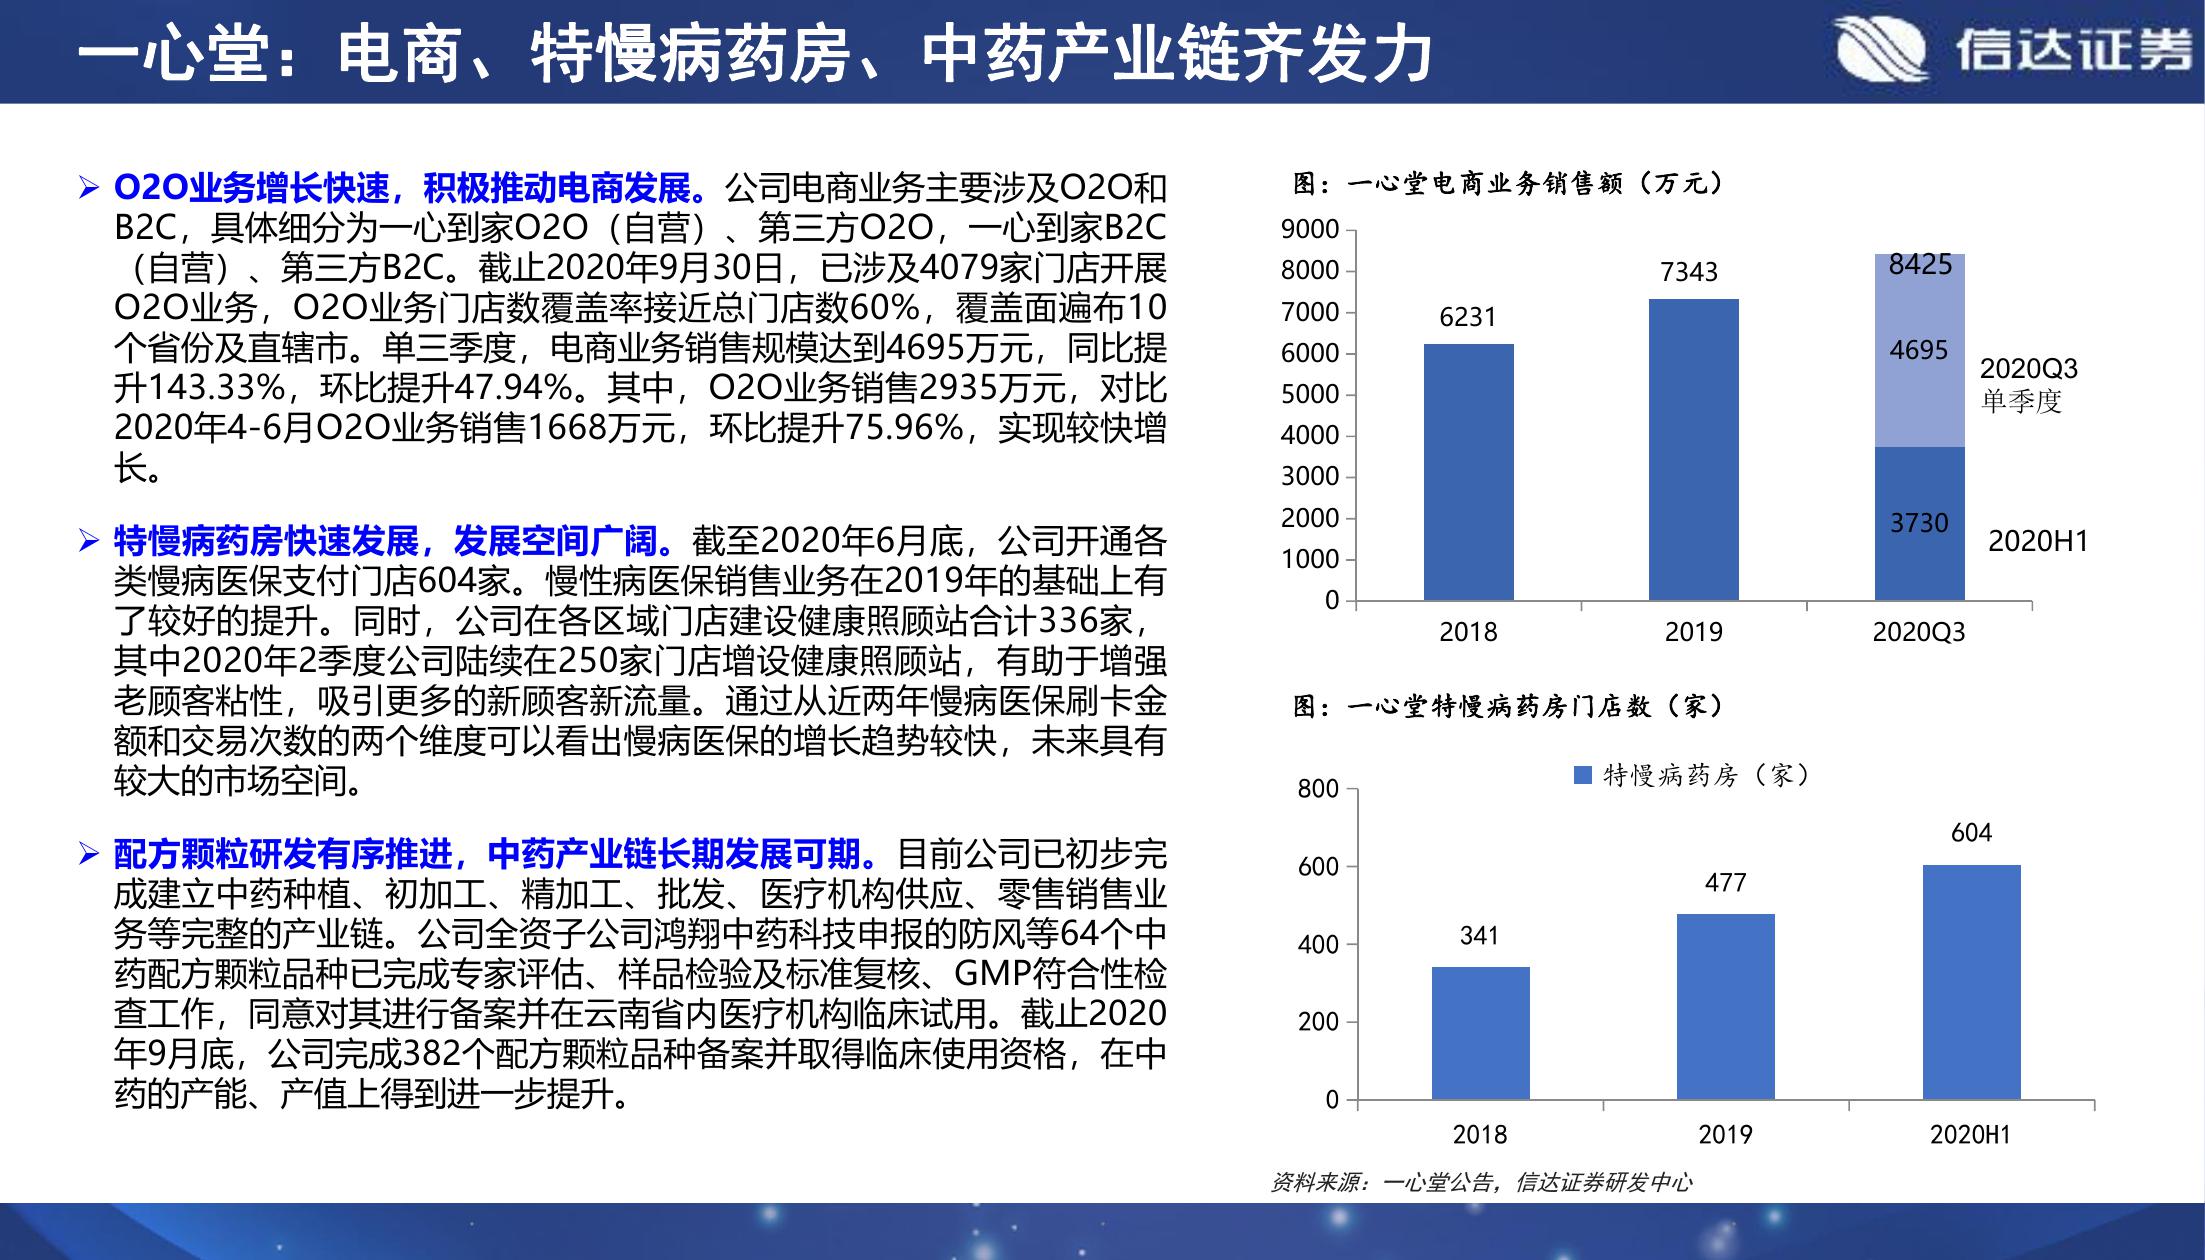 一心堂：电商、特慢病药房、中药产业链齐发力
信达证券
➢ O2O业务增长快速，积极推动电商发展。公司电商业务主要涉及O2O和
B2C，具体细分为一心到家O2O（自营）、第三方O2O，一心到家B2C
（自营）、第三方B2C。截止2020年9月30日，已涉及4079家门店开展
O2O业务，O2O业务门店数覆盖率接近总门店数60%，覆盖面遍布10
个省份及直辖市。单三季度，电商业务销售规模达到4695万元，同比提
升143.33%，环比提升47.94%。其中，O2O业务销售2935万元，对比
2020年4-6月O2O业务销售1668万元，环比提升75.96%，实现较快增
长。
➢ 特慢病药房快速发展，发展空间广阔。截至2020年6月底，公司开通各
类慢病医保支付门店604家。慢性病医保销售业务在2019年的基础上有
了较好的提升。同时，公司在各区域门店建设健康照顾站合计336家，
其中2020年2季度公司陆续在250家门店增设健康照顾站，有助于增强
老顾客粘性，吸引更多的新顾客新流量。通过从近两年慢病医保刷卡金
额和交易次数的两个维度可以看出慢病医保的增长趋势较快，未来具有
较大的市场空间。
➢ 配方颗粒研发有序推进，中药产业链长期发展可期。目前公司已初步完
成建立中药种植、初加工、精加工、批发、医疗机构供应、零售销售业
务等完整的产业链。公司全资子公司鸿翔中药科技申报的防风等64个中
药配方颗粒品种已完成专家评估、样品检验及标准复核、GMP符合性检
查工作，同意对其进行备案并在云南省内医疗机构临床试用。截止2020
年9月底，公司完成382个配方颗粒品种备案并取得临床使用资格，在中
药的产能、产值上得到进一步提升。
图：一心堂电商业务销售额（万元）
9000
8000
7000
6000
5000
4000
3000
2000
1000
0
6231
7343
8425
4695
3730
2020Q3
单季度
2020H1
2018
2019
2020Q3
图：一心堂特慢病药房门店数（家）
特慢病药房（家）
800
600
400
200
0
341
477
604
2018
2019
2020H1
资料来源：一心堂公告，信达证券研发中心